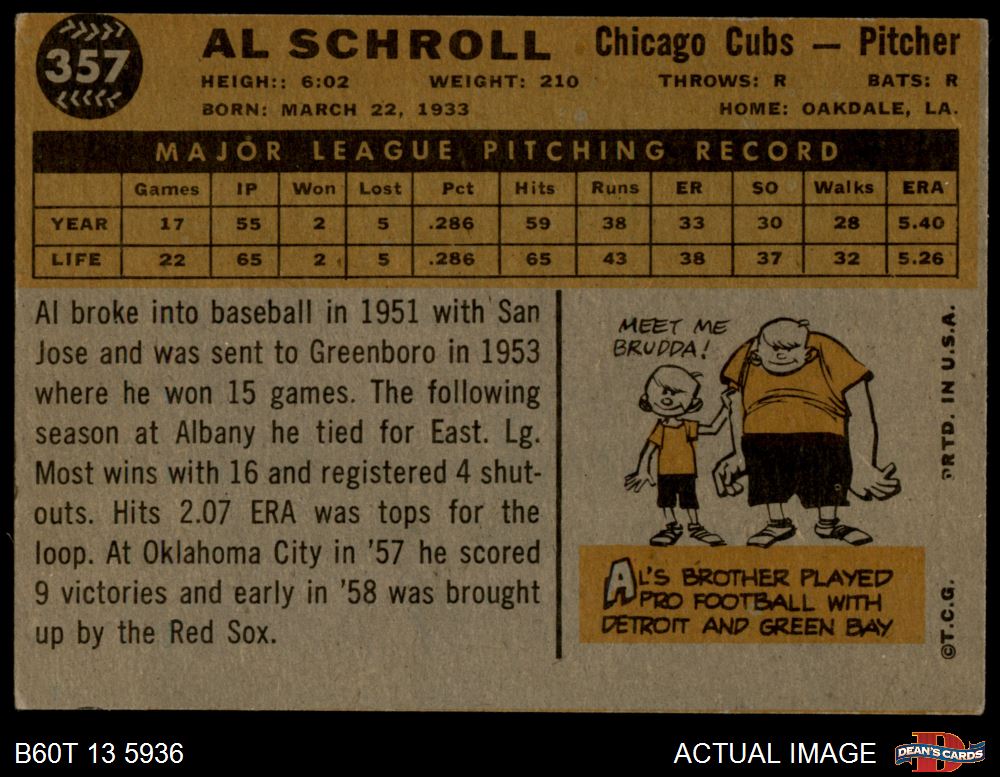 357
AL SCHROLL Chicago Cubs — Pitcher
HEIGH:: 6:02 WEIGHT: 210 THROWS: R BATS: R
BORN: MARCH 22, 1933 HOME: OAKDALE, LA.
MAJOR LEAGUE PITCHING RECORD
Games IP Won Lost Pct Hits Runs ER SO Walks ERA
YEAR 17 55 2 5 .286 59 38 33 30 28 5.40
LIFE 22 65 2 5 .286 65 43 38 37 32 5.26
Al broke into baseball in 1951 with San
Jose and was sent to Greenboro in 1953
where he won 15 games. The following
season at Albany he tied for East. Lg.
Most wins with 16 and registered 4 shut-
outs. Hits 2.07 ERA was tops for the
loop. At Oklahoma City in '57 he scored
9 victories and early in '58 was brought
up by the Red Sox.
MEET ME
BRUDDA!
AL'S BROTHER PLAYED
PRO FOOTBALL WITH
DETROIT AND GREEN BAY
©T.C.G. PRTD. IN U.S.A.
B60T 13 5936 ACTUAL IMAGE
DEAN'S CARDS